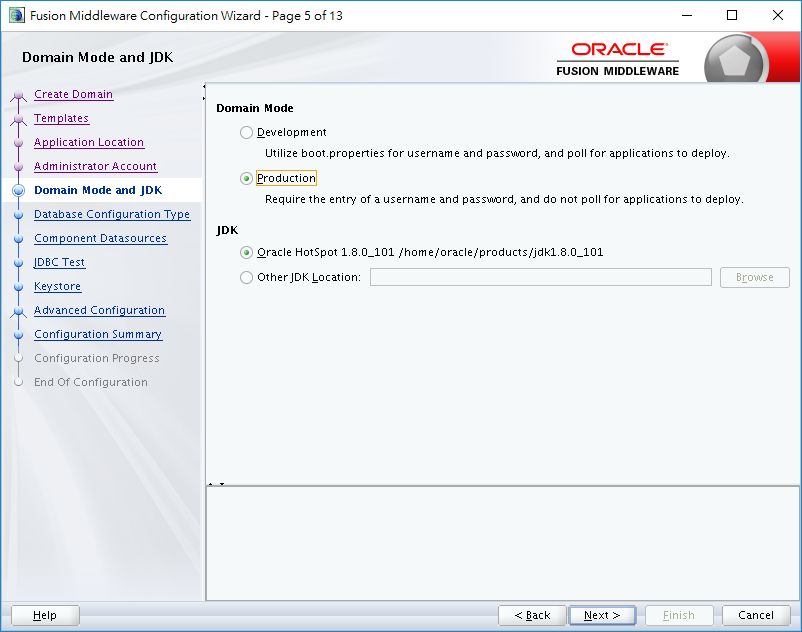 Fusion Middleware Configuration Wizard - Page 5 of 13
Domain Mode and JDK
ORACLE®
FUSION MIDDLEWARE
Create Domain
Templates
Application Location
Administrator Account
Domain Mode and JDK
Database Configuration Type
Component Datasources
JDBC Test
Keystore
Advanced Configuration
Configuration Summary
Configuration Progress
End Of Configuration
Domain Mode
Development
Utilize boot.properties for username and password, and poll for applications to deploy.
Production
Require the entry of a username and password, and do not poll for applications to deploy.
JDK
Oracle HotSpot 1.8.0_101 /home/oracle/products/jdk1.8.0_101
Other JDK Location:
Browse
Help
< Back
Next >
Finish
Cancel